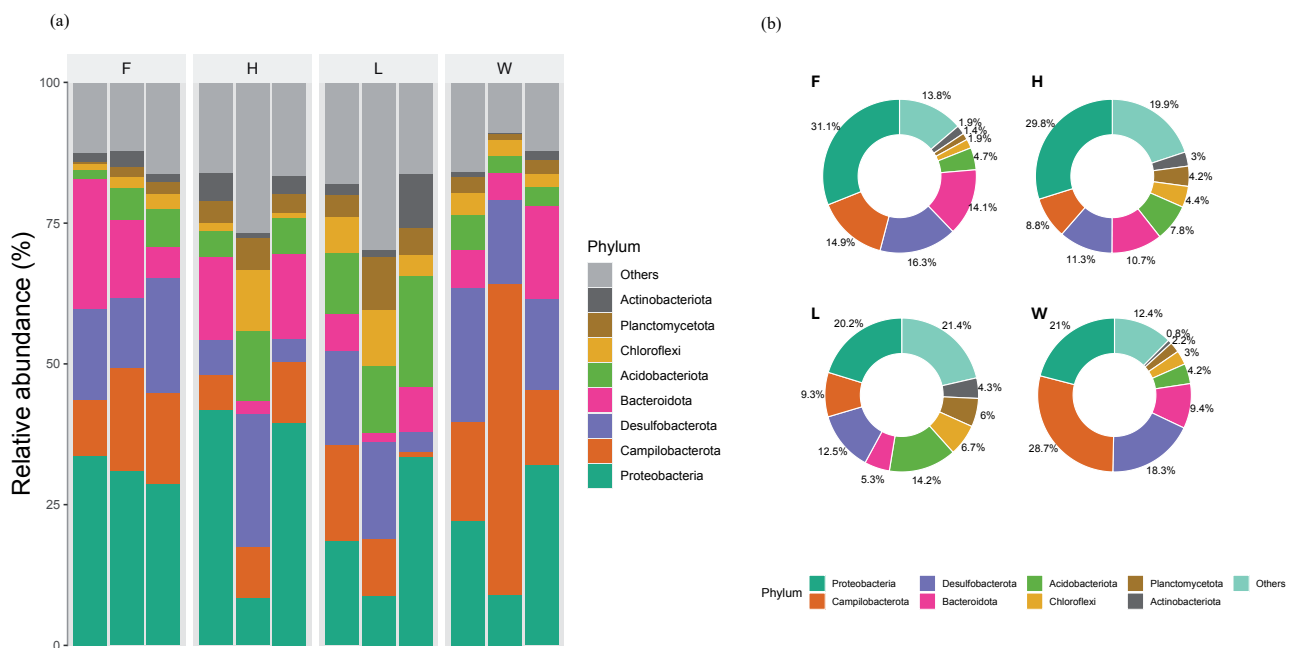 (a)
F H L W
Relative abundance (%)
100
75
50
25
0
Phylum
Others
Actinobacteriota
Planctomycetota
Chloroflexi
Acidobacteriota
Bacteroidota
Desulfobacterota
Campilobacterota
Proteobacteria
(b)
F
13.8%
1.9%
1.4%
1.9%
4.7%
14.1%
16.3%
14.9%
31.1%
H
19.9%
3%
4.2%
4.4%
7.8%
10.7%
11.3%
8.8%
29.8%
L
21.4%
4.3%
6%
6.7%
14.2%
5.3%
12.5%
9.3%
20.2%
W
12.4%
0.8%
2.2%
3%
4.2%
9.4%
18.3%
28.7%
21%
Phylum
Proteobacteria Desulfobacterota Acidobacteriota Planctomycetota Others
Campilobacterota Bacteroidota Chloroflexi Actinobacteriota